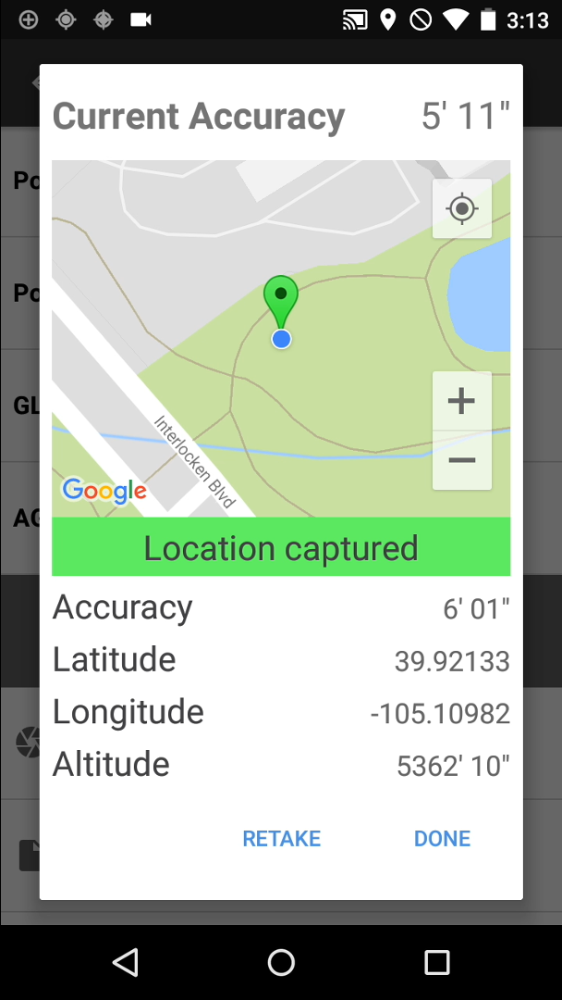 3:13
Current Accuracy 5' 11"
Po
Po
GL
AG
Interlocken Blvd
Google
Location captured
Accuracy 6' 01"
Latitude 39.92133
Longitude -105.10982
Altitude 5362' 10"
RETAKE DONE